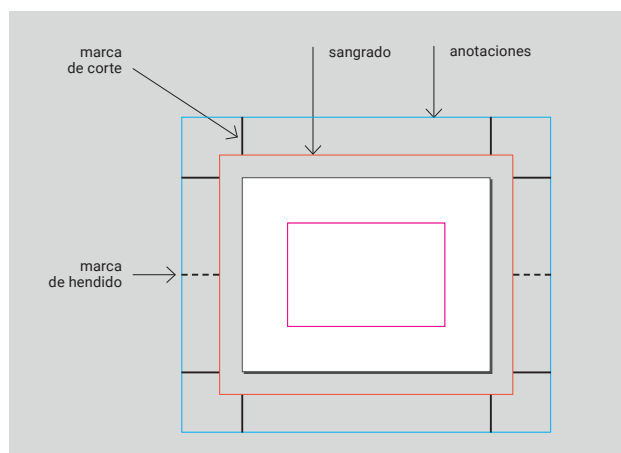 marca
de corte
sangrado
anotaciones
marca
de hendido